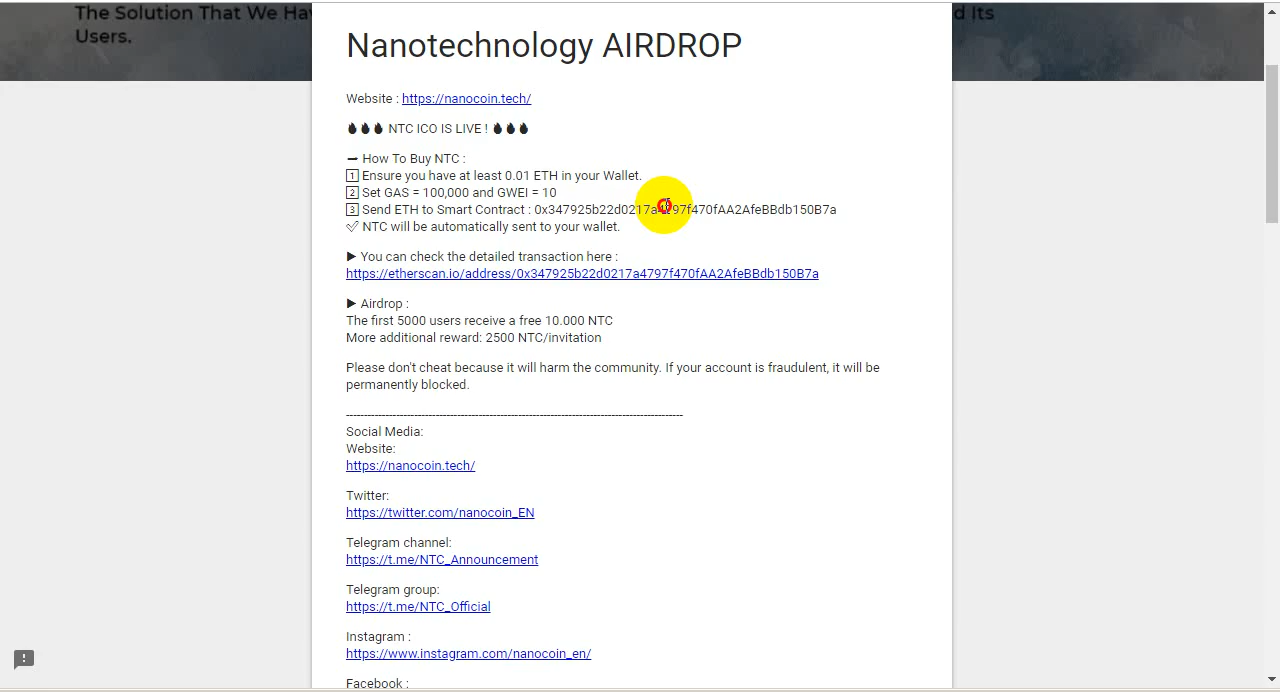 The Solution That We Hav
d Its
Users.
Nanotechnology AIRDROP
Website : https://nanocoin.tech/
🔥🔥🔥 NTC ICO IS LIVE ! 🔥🔥🔥
➡ How To Buy NTC :
1️⃣ Ensure you have at least 0.01 ETH in your Wallet.
2️⃣ Set GAS = 100,000 and GWEI = 10
3️⃣ Send ETH to Smart Contract : 0x347925b22d0217a4797f470fAA2AfeBBdb150B7a
✅ NTC will be automatically sent to your wallet.
▶ You can check the detailed transaction here :
https://etherscan.io/address/0x347925b22d0217a4797f470fAA2AfeBBdb150B7a
▶ Airdrop :
The first 5000 users receive a free 10.000 NTC
More additional reward: 2500 NTC/invitation
Please don't cheat because it will harm the community. If your account is fraudulent, it will be
permanently blocked.
----------------------------------------------------------------------------------------------
Social Media:
Website:
https://nanocoin.tech/
Twitter:
https://twitter.com/nanocoin_EN
Telegram channel:
https://t.me/NTC_Announcement
Telegram group:
https://t.me/NTC_Official
Instagram :
https://www.instagram.com/nanocoin_en/
Facebook :